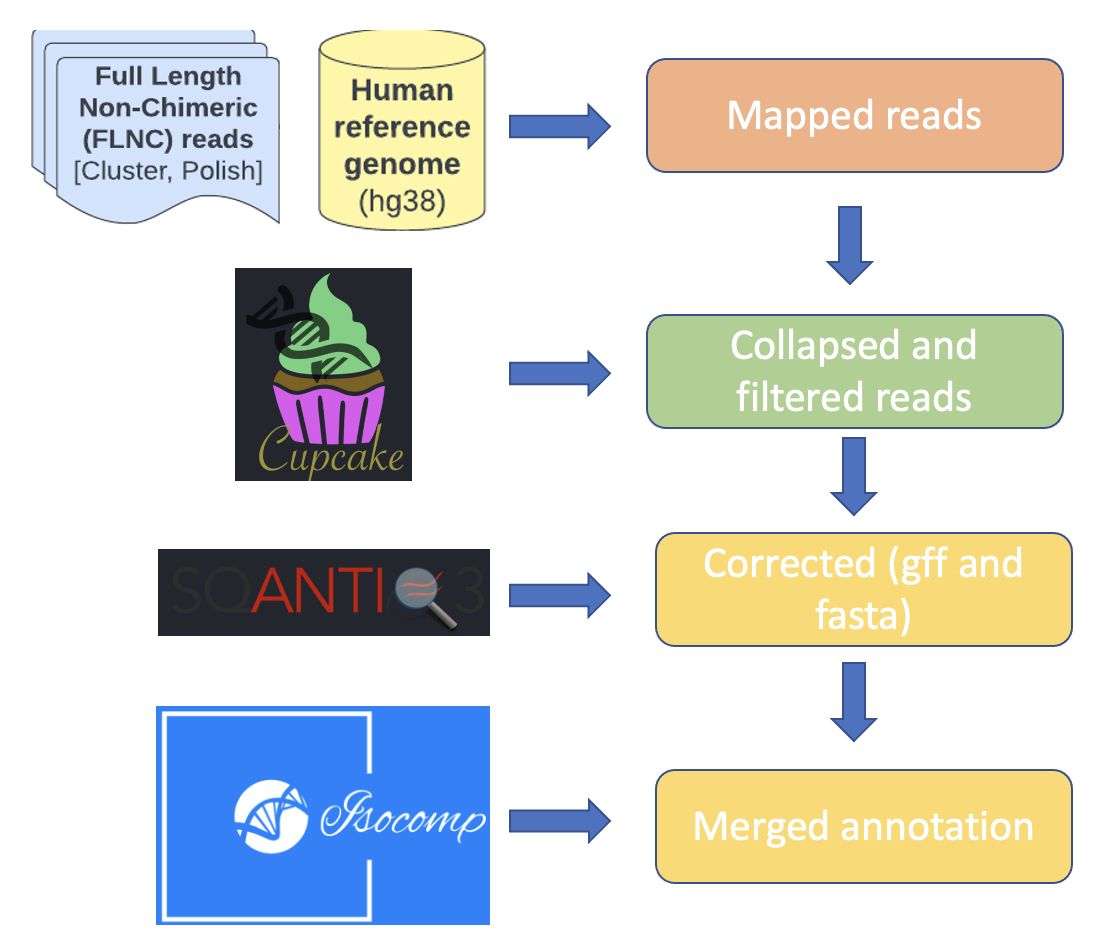 Full Length
Non-Chimeric
(FLNC) reads
[Cluster, Polish]
Human
reference
genome
(hg38)
Mapped reads
Cupcake
Collapsed and
filtered reads
SQANTI 3
Corrected (gff and
fasta)
Isocomp
Merged annotation